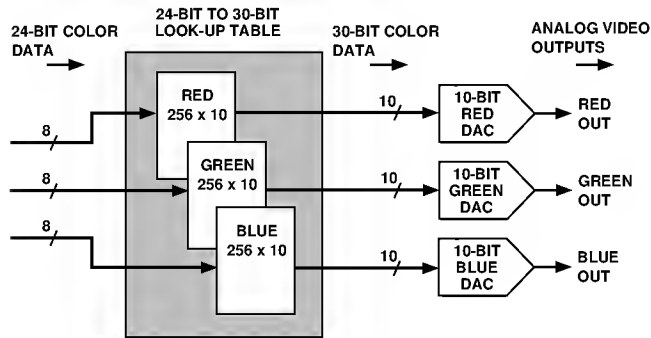 24-BIT COLOR
DATA
24-BIT TO 30-BIT
LOOK-UP TABLE
30-BIT COLOR
DATA
ANALOG VIDEO
OUTPUTS
8
RED
256 x 10
10
10-BIT
RED
DAC
RED
OUT
8
GREEN
256 x 10
10
10-BIT
GREEN
DAC
GREEN
OUT
8
BLUE
256 x 10
10
10-BIT
BLUE
DAC
BLUE
OUT